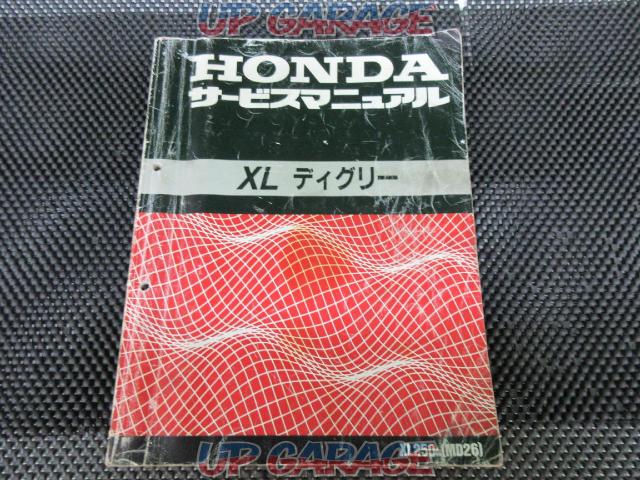 UP GARAGE
HONDA
サービスマニュアル
XL ディグリー
XL250 (MD26)
UP GARAGE